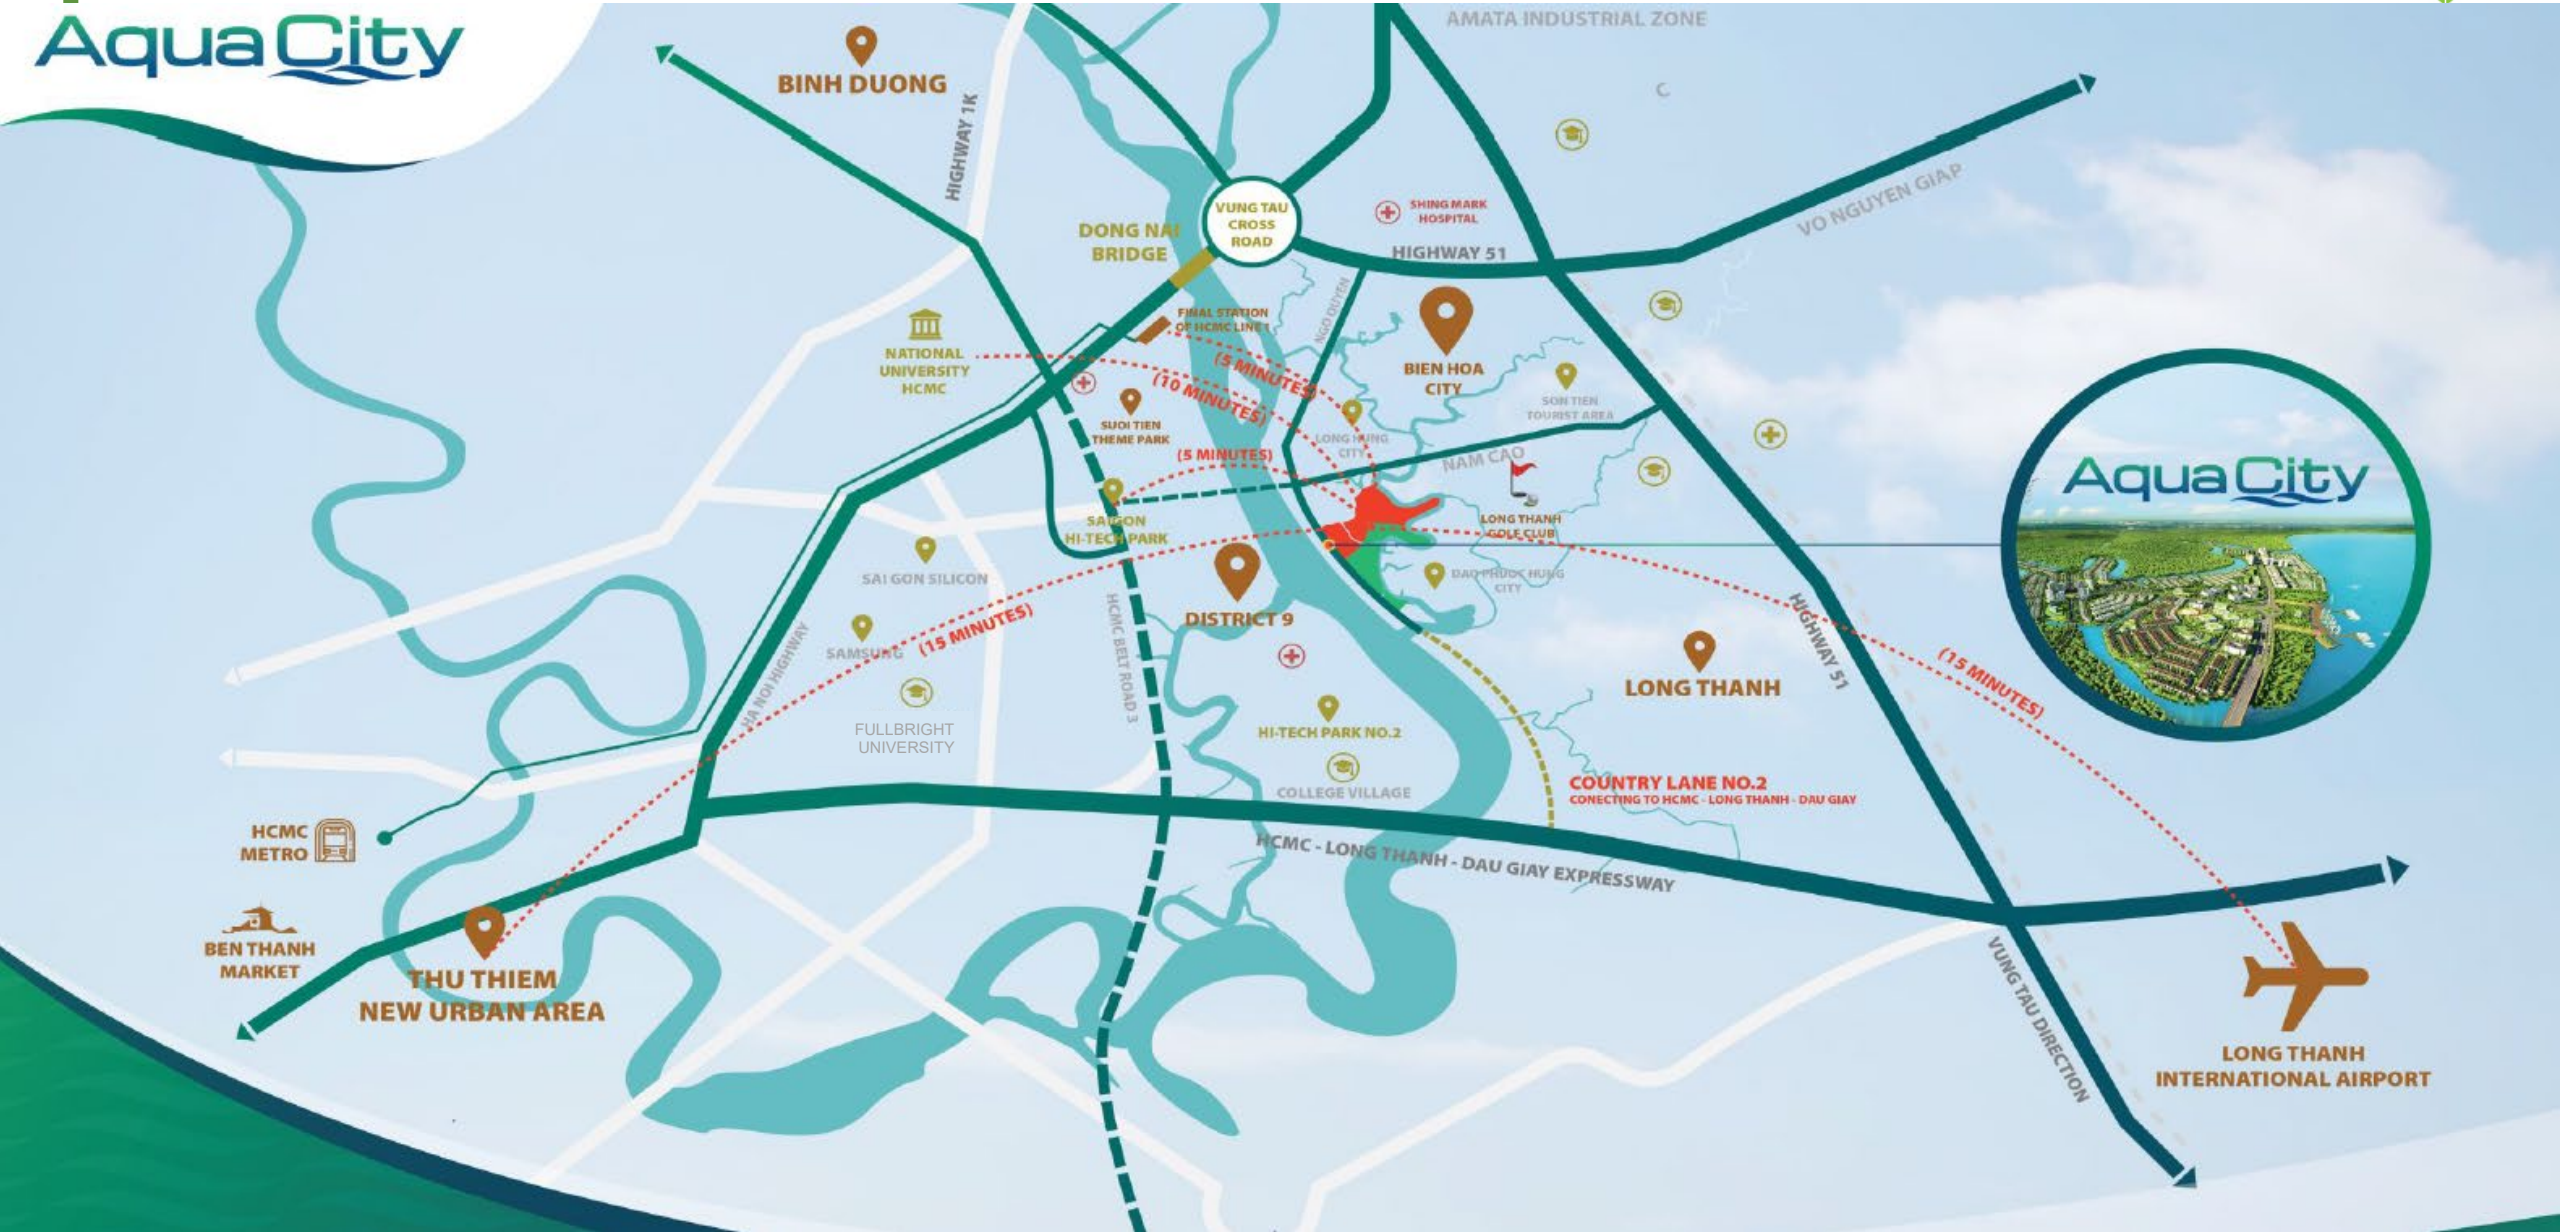 Aqua City
AMATA INDUSTRIAL ZONE
BINH DUONG
HIGHWAY 1K
C
VO NGUYEN GIAP
VUNG TAU
CROSS
ROAD
SHING MARK
HOSPITAL
DONG NAI
BRIDGE
HIGHWAY 51
NGO QUYEN
FINAL STATION
OF HCMC LINE 1
NATIONAL
UNIVERSITY
HCMC
(5 MINUTES)
(10 MINUTES)
BIEN HOA
CITY
SON TIEN
TOURIST AREA
SUOI TIEN
THEME PARK
LONG HUNG
CITY
(5 MINUTES)
NAM CAO
Aqua City
SAIGON
HI-TECH PARK
LONG THANH
GOLF CLUB
SAI GON SILICON
DAO PHUOC HUNG
CITY
DISTRICT 9
HCMC BELT ROAD 3
HIGHWAY 51
(15 MINUTES)
SAMSUNG
HA NOI HIGHWAY
(15 MINUTES)
LONG THANH
FULLBRIGHT
UNIVERSITY
HI-TECH PARK NO.2
COLLEGE VILLAGE
COUNTRY LANE NO.2
CONECTING TO HCMC - LONG THANH - DAU GIAY
HCMC
METRO
HCMC - LONG THANH - DAU GIAY EXPRESSWAY
BEN THANH
MARKET
THU THIEM
NEW URBAN AREA
VUNG TAU DIRECTION
LONG THANH
INTERNATIONAL AIRPORT